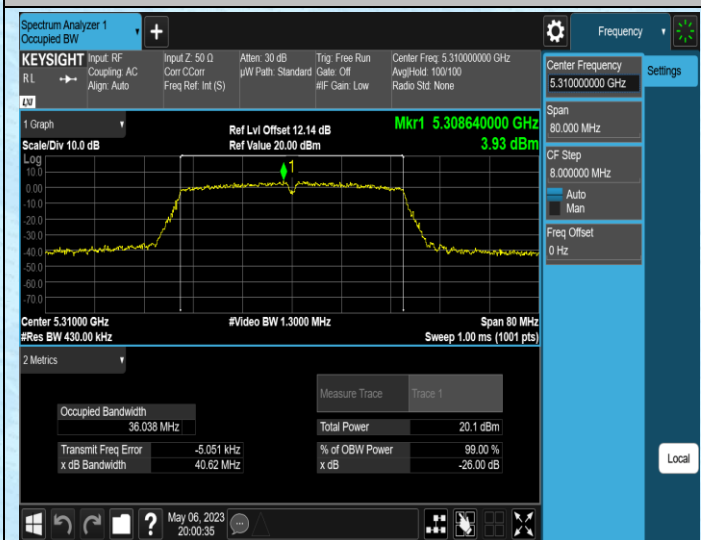 Spectrum Analyzer 1
Occupied BW
Frequency
KEYSIGHT
R L
LXI
Input: RF
Coupling: AC
Align: Auto
Input Z: 50 Ω
Corr CCorr
Freq Ref: Int (S)
Atten: 30 dB
µW Path: Standard
Trig: Free Run
Gate: Off
#IF Gain: Low
Center Freq: 5.310000000 GHz
Avg|Hold: 100/100
Radio Std: None
Center Frequency
5.310000000 GHz
Settings
Span
80.000 MHz
CF Step
8.000000 MHz
Auto
Man
Freq Offset
0 Hz
1 Graph
Scale/Div 10.0 dB
Ref Lvl Offset 12.14 dB
Ref Value 20.00 dBm
Mkr1 5.308640000 GHz
3.93 dBm
Log
10.0
0.00
-10.0
-20.0
-30.0
-40.0
-50.0
-60.0
-70.0
1
Center 5.31000 GHz
#Res BW 430.00 kHz
#Video BW 1.3000 MHz
Span 80 MHz
Sweep 1.00 ms (1001 pts)
2 Metrics
Measure Trace Trace 1
Occupied Bandwidth
36.038 MHz
Total Power 20.1 dBm
Transmit Freq Error -5.051 kHz
% of OBW Power 99.00 %
x dB Bandwidth 40.62 MHz
x dB -26.00 dB
Local
?
May 06, 2023
20:00:35